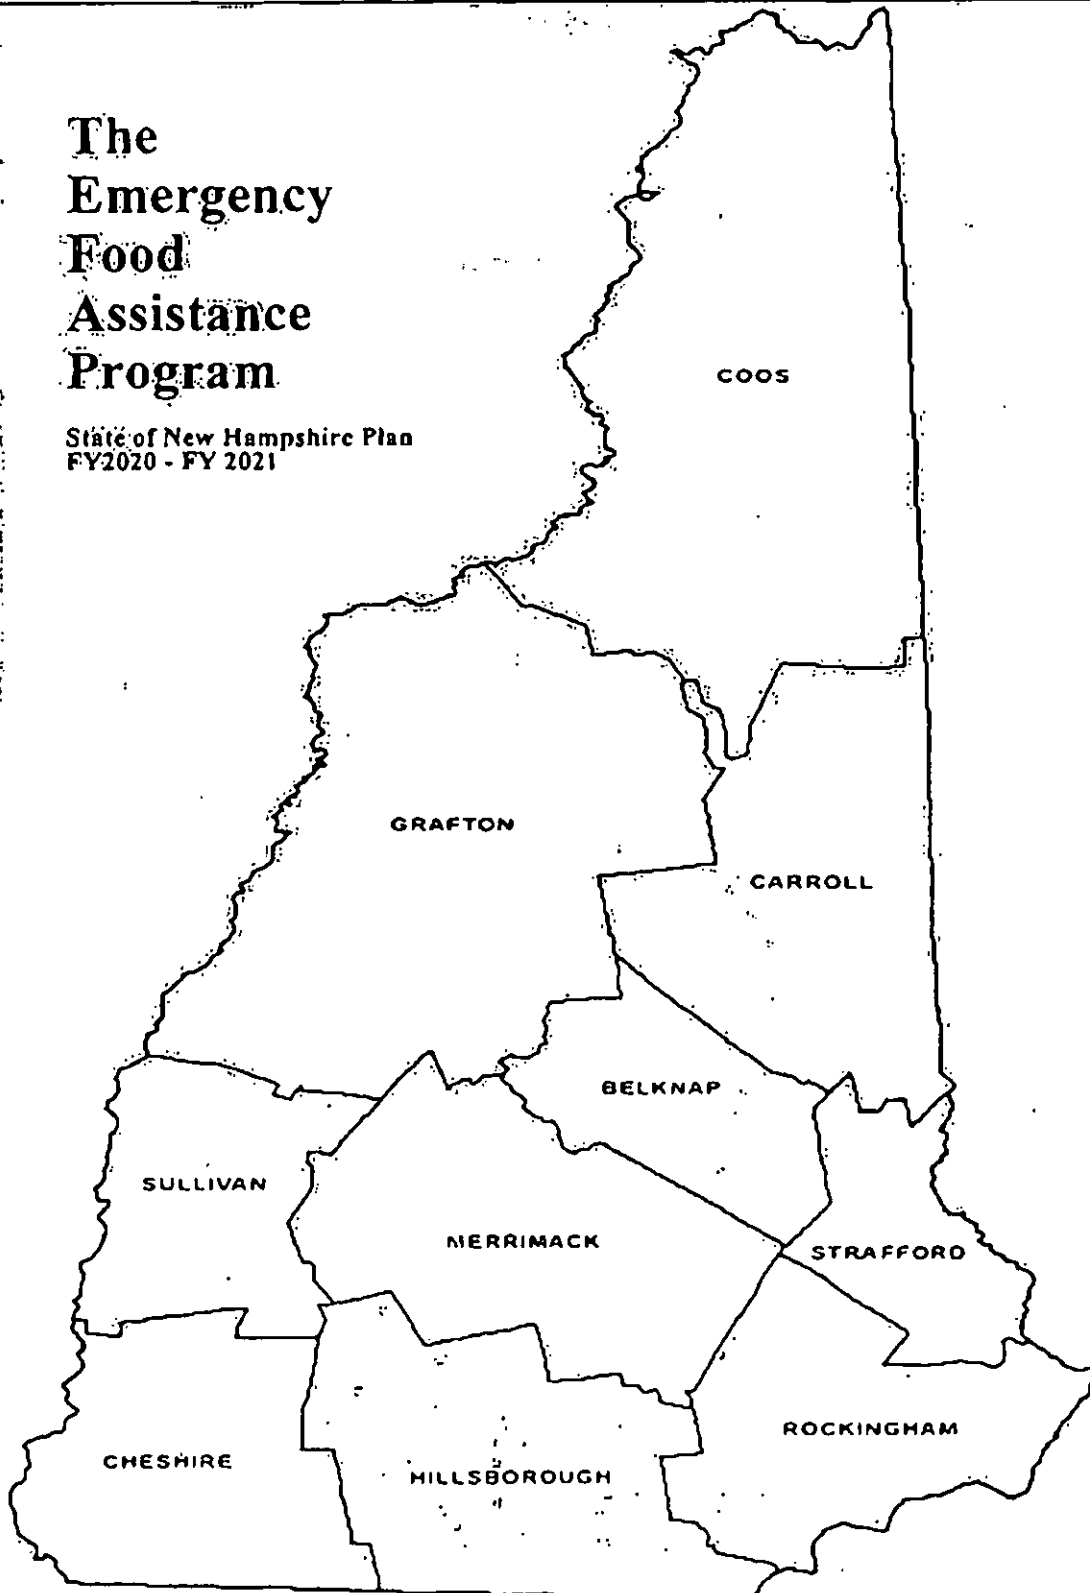 The
Emergency
Food
Assistance
Program
State of New Hampshire Plan
FY2020 - FY 2021
COOS
GRAFTON
CARROLL
BELKNAP
SULLIVAN
MERRIMACK
STRAFFORD
ROCKINGHAM
CHESHIRE
HILLSBOROUGH